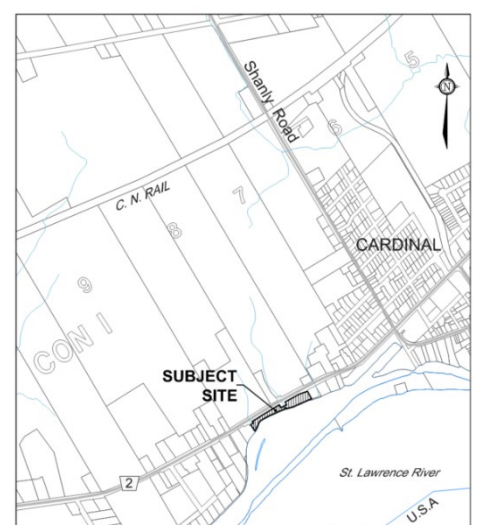 Shanly Road
5
N
6
C. N. RAIL
7
8
CARDINAL
9
CON I
SUBJECT
SITE
2
St. Lawrence River
U.S.A